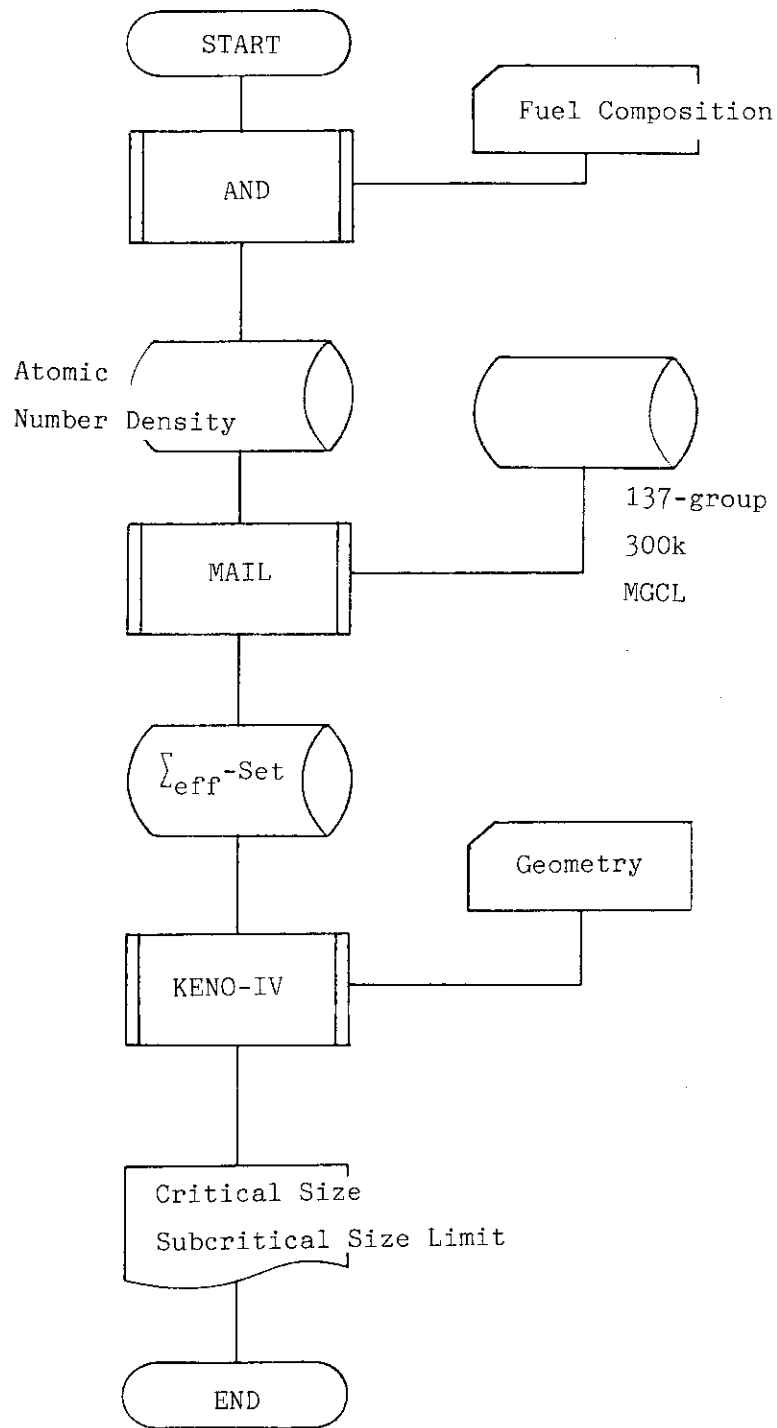 START
Fuel Composition
AND
Atomic
Number Density
137-group
300k
MGCL
MAIL
∑eff-Set
Geometry
KENO-IV
Critical Size
Subcritical Size Limit
END